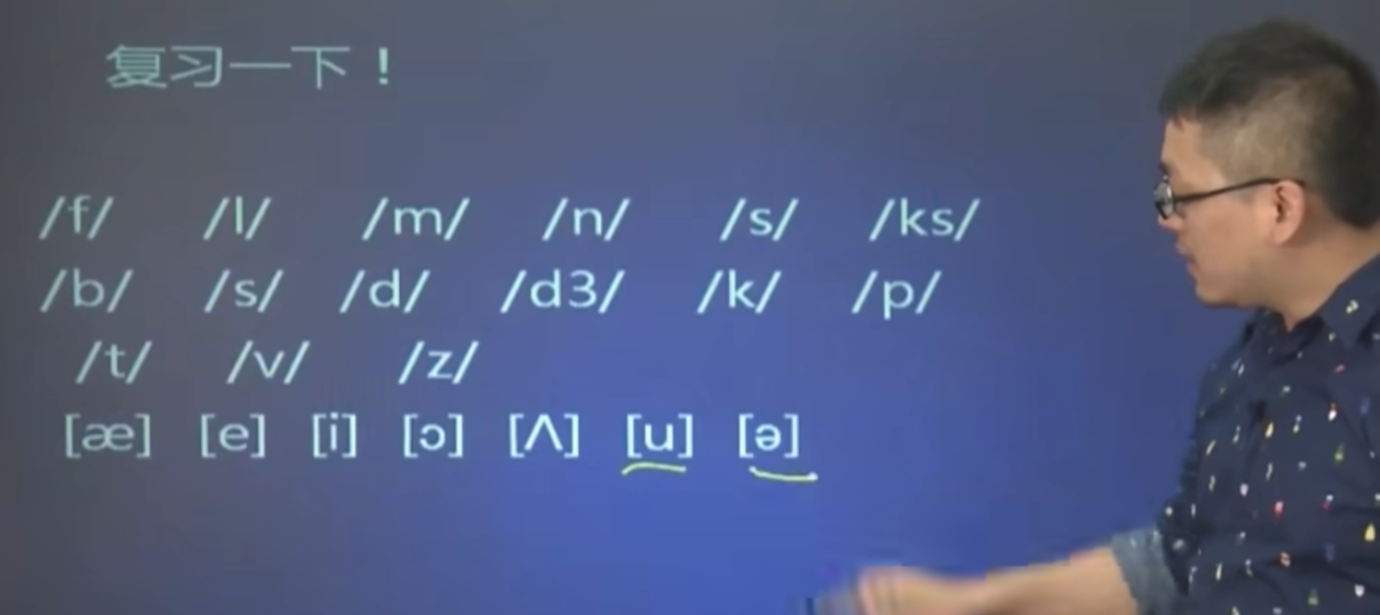 复习一下！
/f/ /l/ /m/ /n/ /s/ /ks/
/b/ /s/ /d/ /d3/ /k/ /p/
/t/ /v/ /z/
[æ] [e] [i] [ɔ] [Λ] [u] [ə]